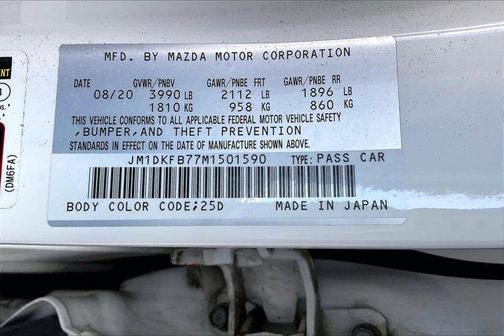 MFD. BY MAZDA MOTOR CORPORATION
DATE GVWR/PNBV GAWR/PNBE FRT GAWR/PNBE RR
08/20 3990 LB 2112 LB 1896 LB
1810 KG 958 KG 860 KG
THIS VEHICLE CONFORMS TO ALL APPLICABLE FEDERAL MOTOR VEHICLE SAFETY
,BUMPER,AND THEFT PREVENTION
STANDARDS IN EFFECT ON THE DATE OF MANUFACTURE SHOWN ABOVE.
JM1DKFB77M1501590 TYPE: PASS CAR
BODY COLOR CODE;25D MADE IN JAPAN
(DM6FA)